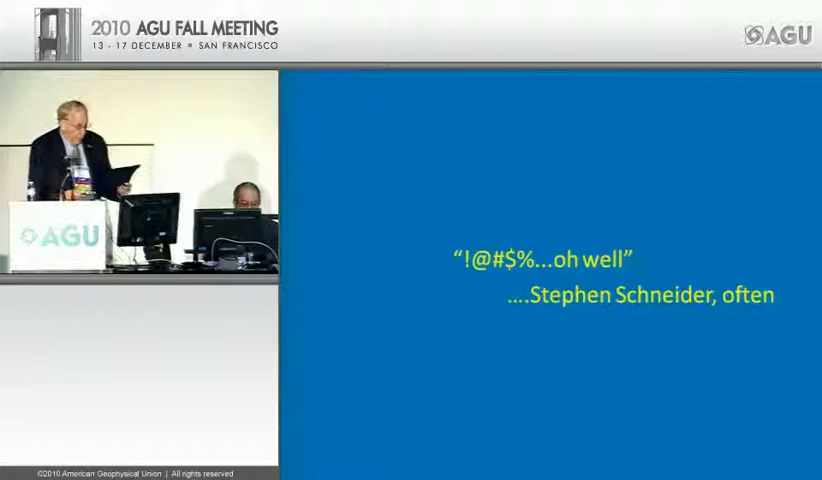 2010 AGU FALL MEETING
13 - 17 DECEMBER ■ SAN FRANCISCO
AGU
AGU
"!@#$%...oh well"
....Stephen Schneider, often
©2010 American Geophysical Union | All rights reserved